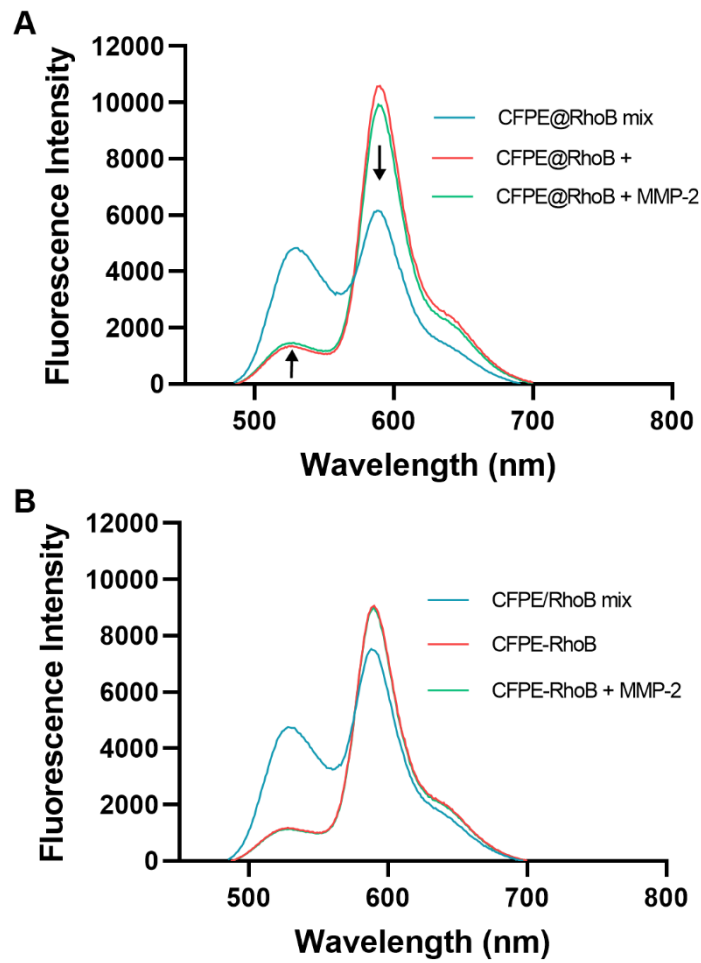 A
Fluorescence Intensity
12000
10000
8000
6000
4000
2000
0
CFPE@RhoB mix
CFPE@RhoB +
CFPE@RhoB + MMP-2
500 600 700 800
Wavelength (nm)
B
Fluorescence Intensity
12000
10000
8000
6000
4000
2000
0
CFPE/RhoB mix
CFPE-RhoB
CFPE-RhoB + MMP-2
500 600 700 800
Wavelength (nm)